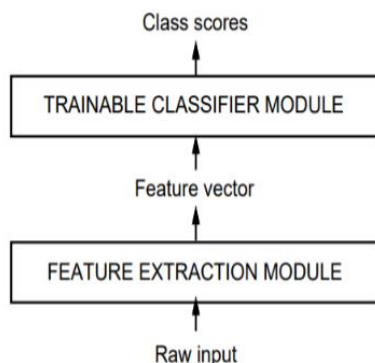 Class scores
TRAINABLE CLASSIFIER MODULE
Feature vector
FEATURE EXTRACTION MODULE
Raw input